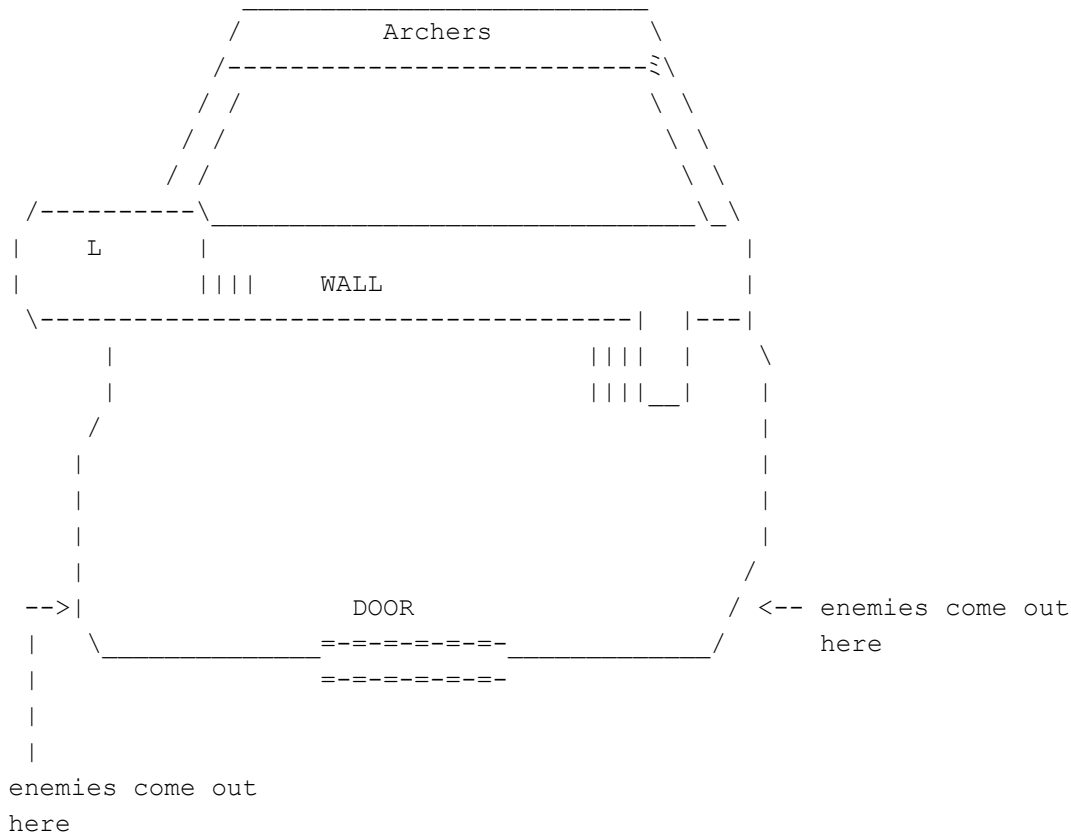 Archers
L
WALL
DOOR
<-- enemies come out
here
-->
enemies come out
here